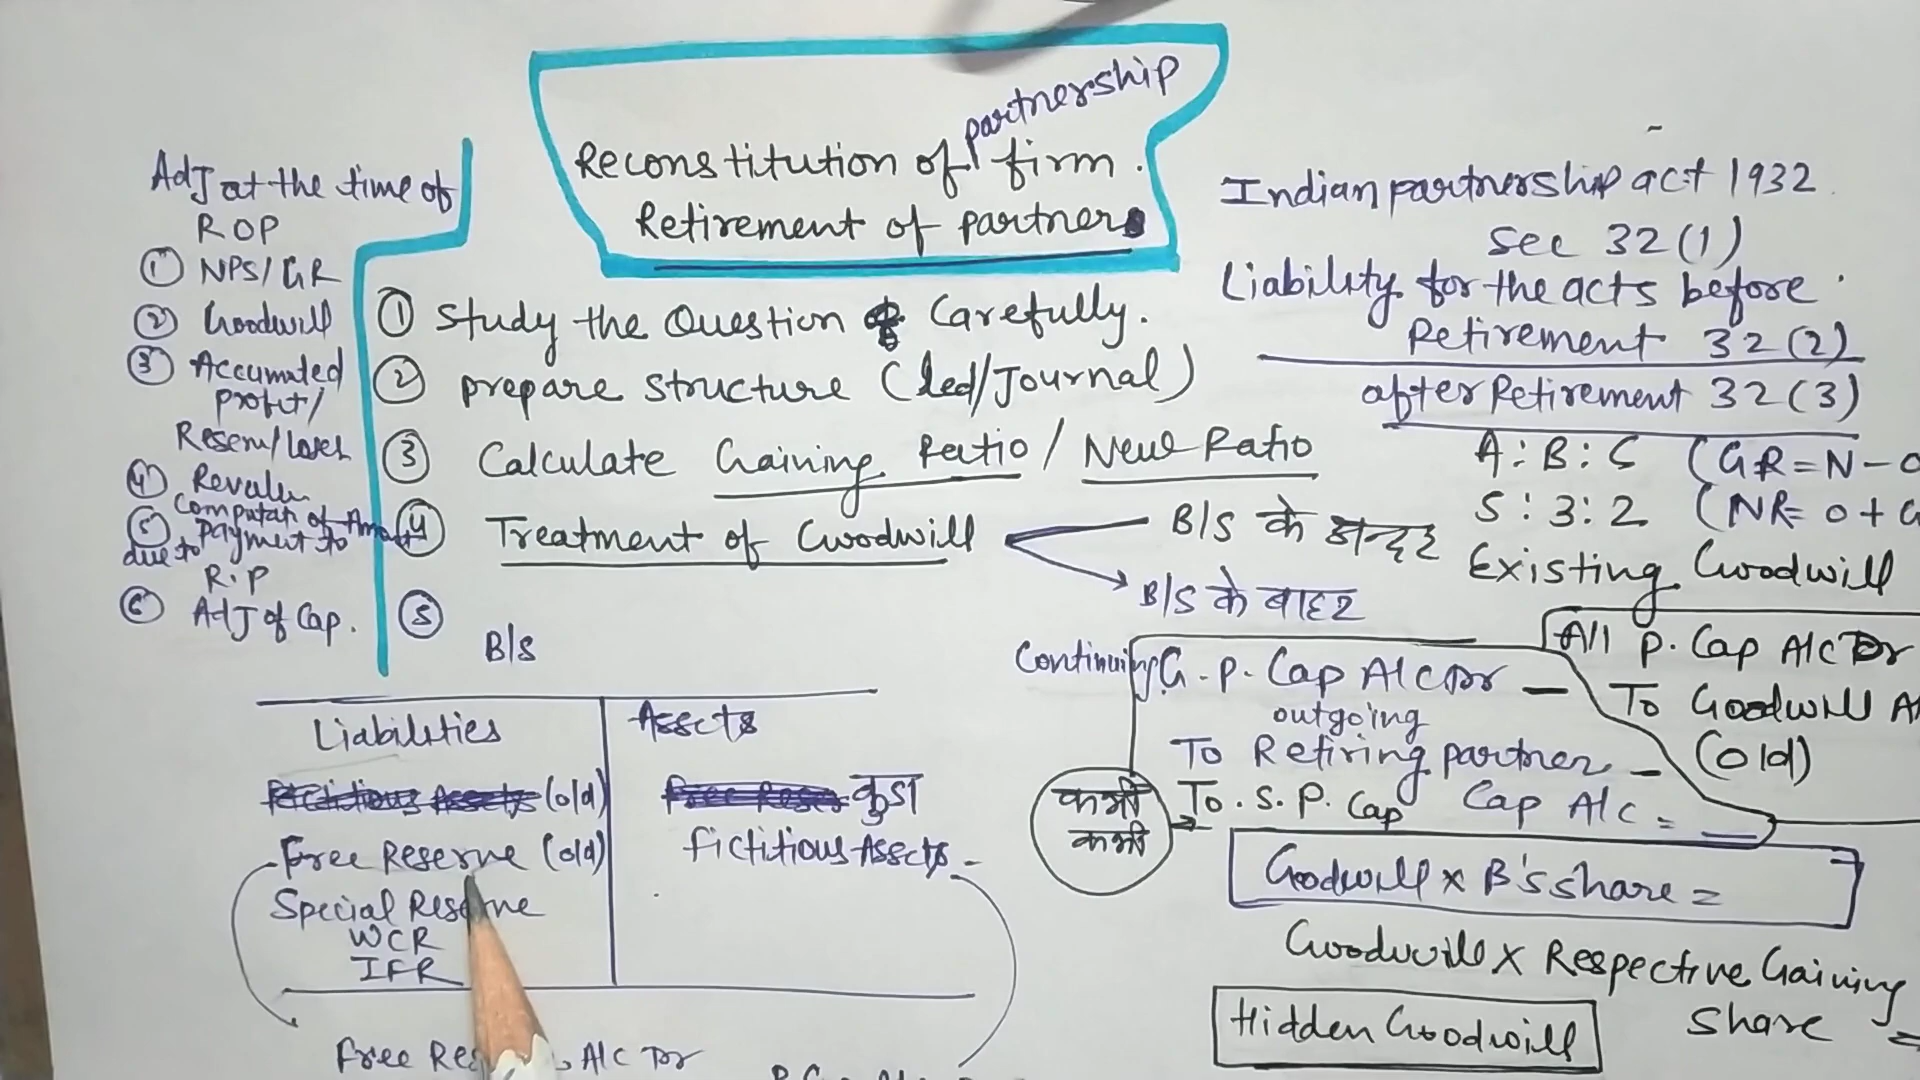 partnership
Reconstitution of firm.
Retirement of partners
Adj at the time of
ROP
① NPS/GR
② Goodwill
③ Accumated
profit/
④
⑤
Computatn of Amount
due to payment to
R.P
⑥ Adj of Cap.
① Study the Question Carefully.
② prepare structure (led/Journal)
③ Calculate Gaining Ratio / New Ratio
④ Treatment of Goodwill
B/S के अन्दर
B/S के बाहर
⑤
B/S
Liabilities
Assets
(old)
कुडा
Free Reserve (old)
fictitious Assets
Special Reserve
WCR
IFR
Free A/c Dr
Indian partnership act 1932
Sec 32(1)
Liability for the acts before
Retirement 32(2)
after Retirement 32(3)
A:B:C (GR=N-O
5:3:2 (NR=O+G
Existing Goodwill
All P. Cap A/c Dr
To Goodwill A
(old)
Continuing G.P. Cap A/c Dr
outgoing
To Retiring partner
कभी
कभी
To. S.P. Cap
Cap A/c =
Goodwill x B's share =
Goodwill x Respective Gaining
Share =
Hidden Goodwill